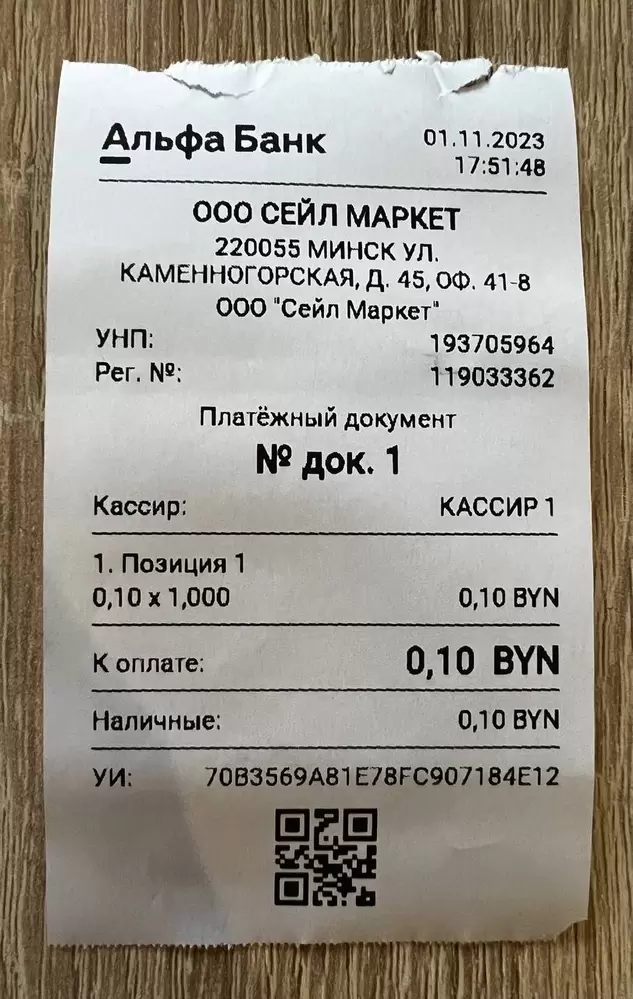 Альфа Банк 01.11.2023
17:51:48
ООО СЕЙЛ МАРКЕТ
220055 МИНСК УЛ.
КАМЕННОГОРСКАЯ, Д. 45, ОФ. 41-8
ООО "Сейл Маркет"
УНП: 193705964
Рег. №: 119033362
Платёжный документ
№ док. 1
Кассир: КАССИР 1
1. Позиция 1
0,10 x 1,000 0,10 BYN
К оплате: 0,10 BYN
Наличные: 0,10 BYN
УИ: 70B3569A81E78FC907184E12